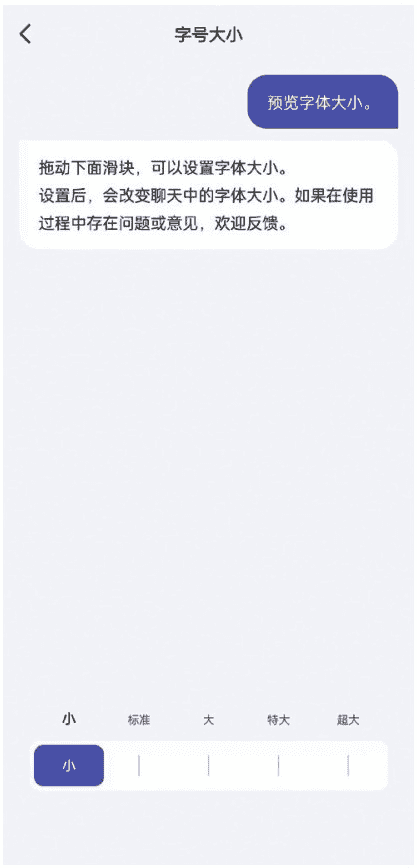 字号大小
预览字体大小。
拖动下面滑块，可以设置字体大小。
设置后，会改变聊天中的字体大小。如果在使用
过程中存在问题或意见，欢迎反馈。
小 标准 大 特大 超大
小